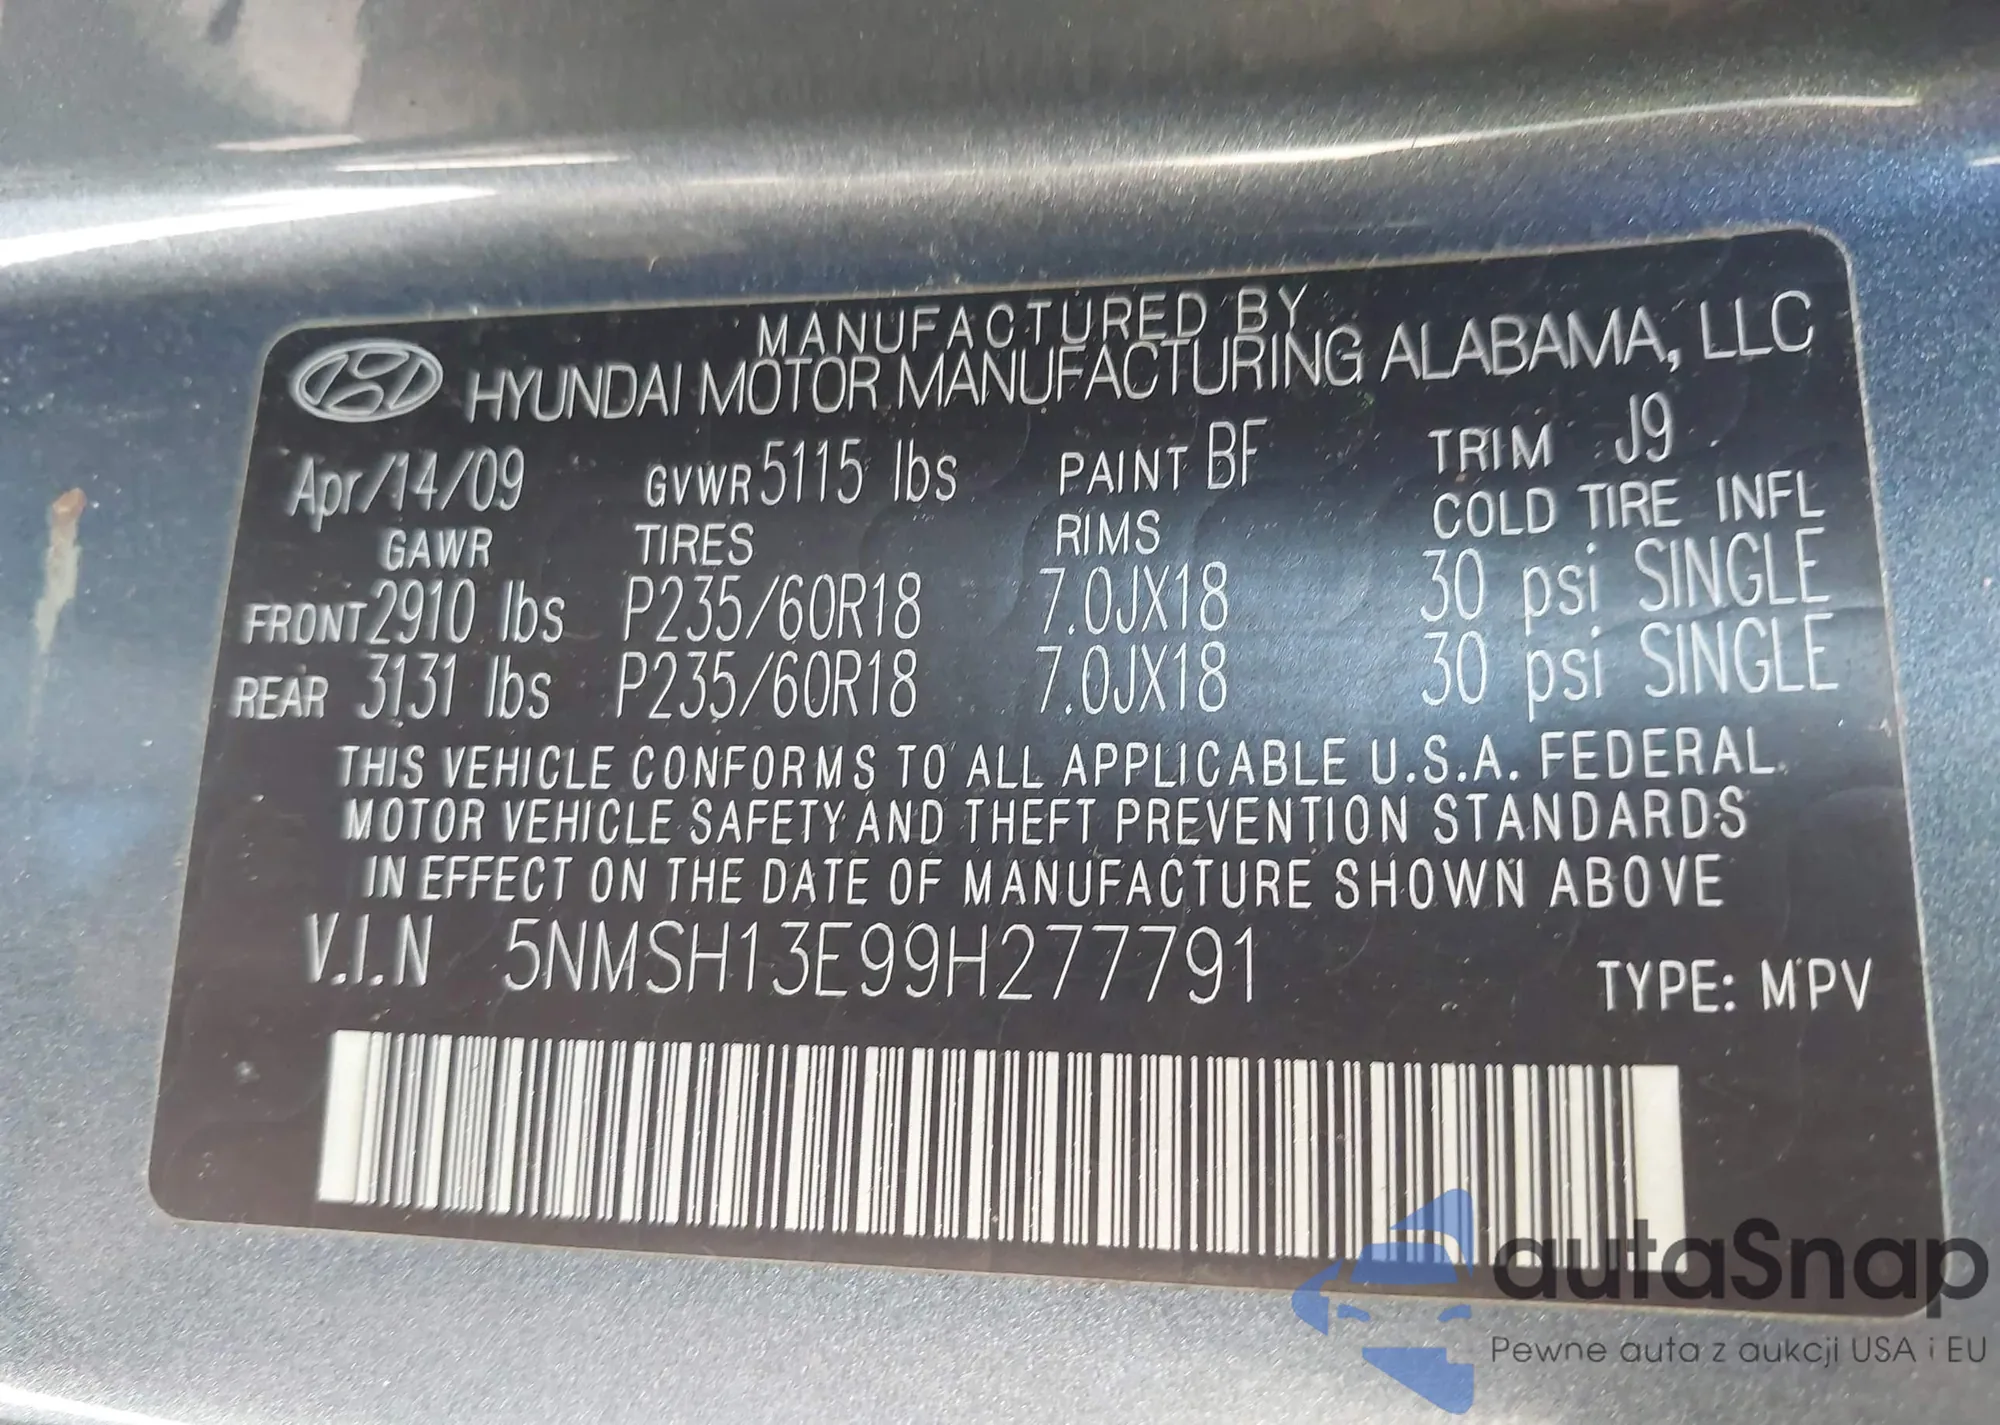 MANUFACTURED BY
HYUNDAI MOTOR MANUFACTURING ALABAMA, LLC
Apr/14/09 GVWR 5115 lbs PAINT BF TRIM J9
GAWR TIRES RIMS COLD TIRE INFL
FRONT 2910 lbs P235/60R18 7.0JX18 30 psi SINGLE
REAR 3131 lbs P235/60R18 7.0JX18 30 psi SINGLE
THIS VEHICLE CONFORMS TO ALL APPLICABLE U.S.A. FEDERAL
MOTOR VEHICLE SAFETY AND THEFT PREVENTION STANDARDS
IN EFFECT ON THE DATE OF MANUFACTURE SHOWN ABOVE
V.I.N 5NMSH13E99H277791 TYPE: MPV
autaSnap
Pewne auta z aukcji USA i EU